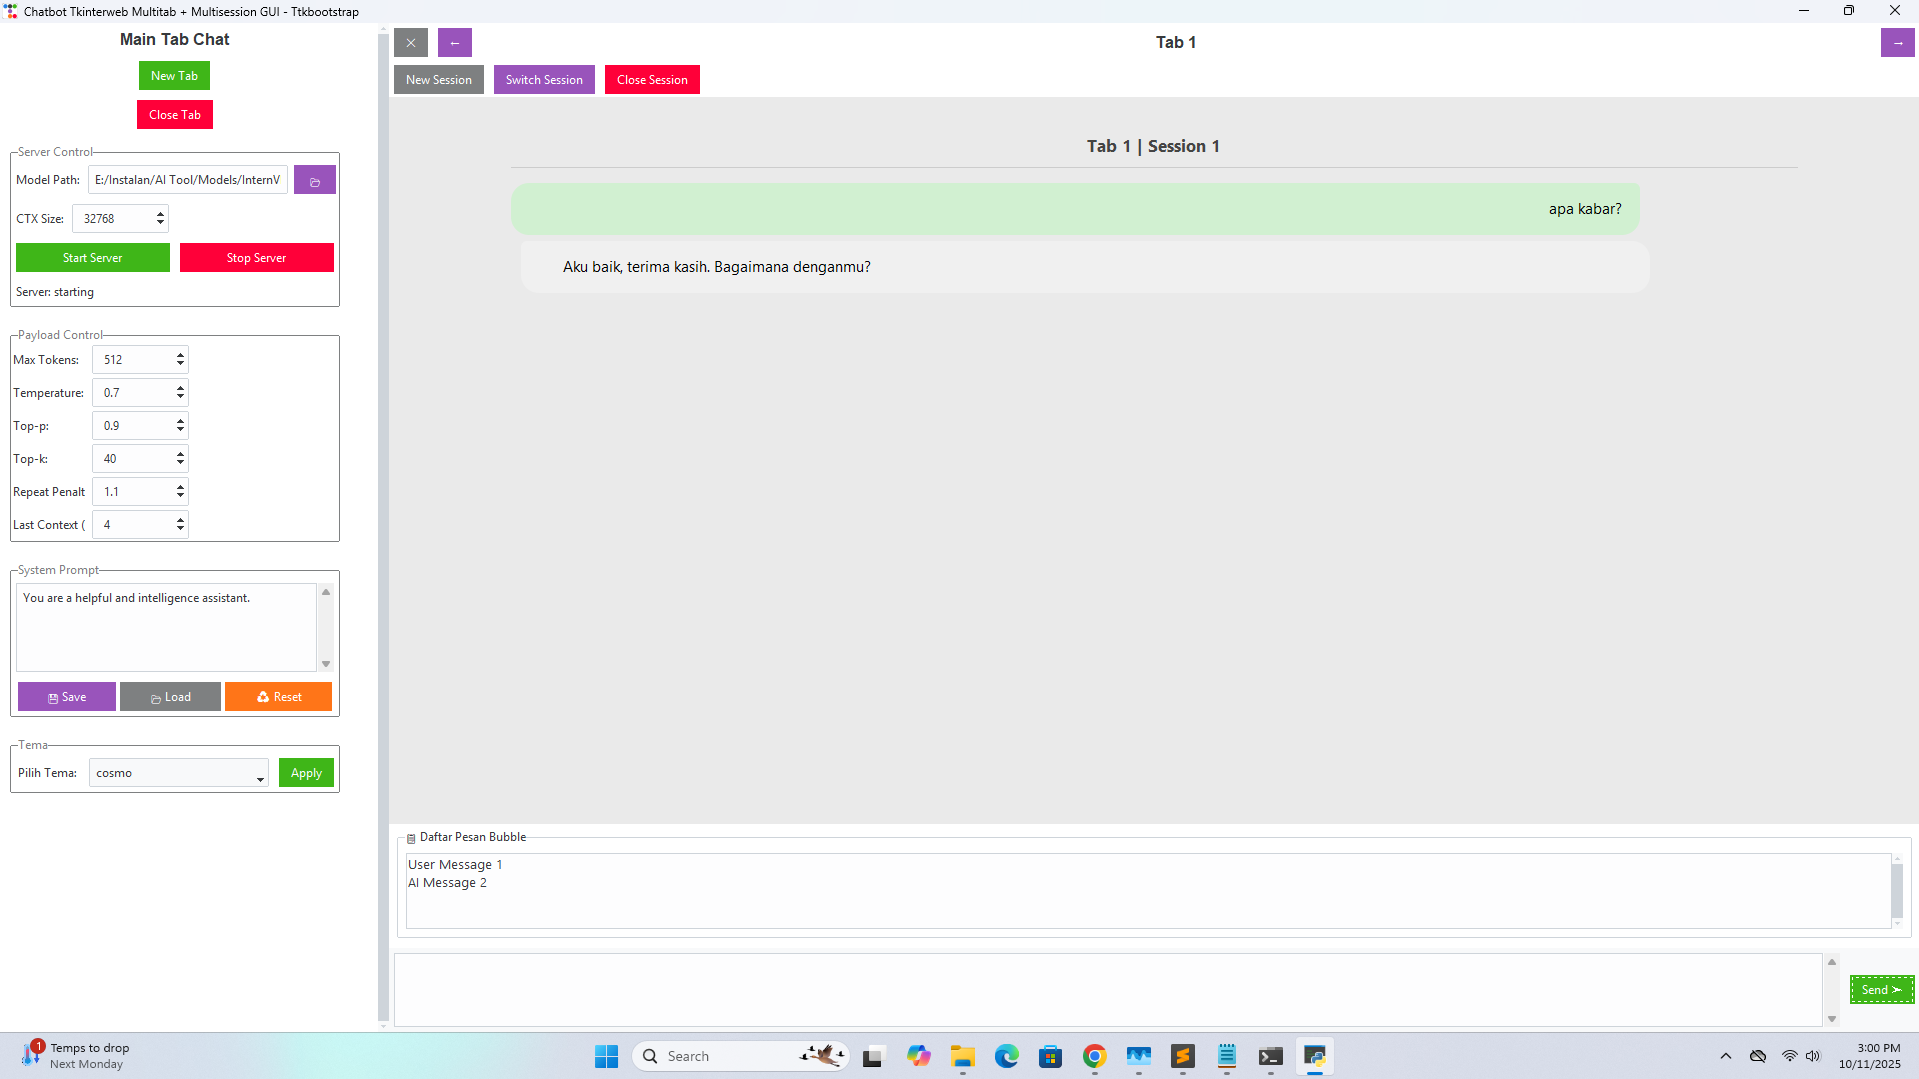 Chatbot Tkinterweb Multitab + Multisession GUI - Ttkbootstrap
Main Tab Chat
New Tab
Close Tab
Server Control
Model Path: E:/Instalan/AI Tool/Models/InternV
CTX Size: 32768
Start Server Stop Server
Server: starting
Payload Control
Max Tokens: 512
Temperature: 0.7
Top-p: 0.9
Top-k: 40
Repeat Penalt 1.1
Last Context ( 4
System Prompt
You are a helpful and intelligence assistant.
Save Load Reset
Tema
Pilih Tema: cosmo Apply
Tab 1
New Session Switch Session Close Session
Tab 1 | Session 1
apa kabar?
Aku baik, terima kasih. Bagaimana denganmu?
Daftar Pesan Bubble
User Message 1
AI Message 2
Send ➤
1
Temps to drop
Next Monday
Search
3:00 PM
10/11/2025